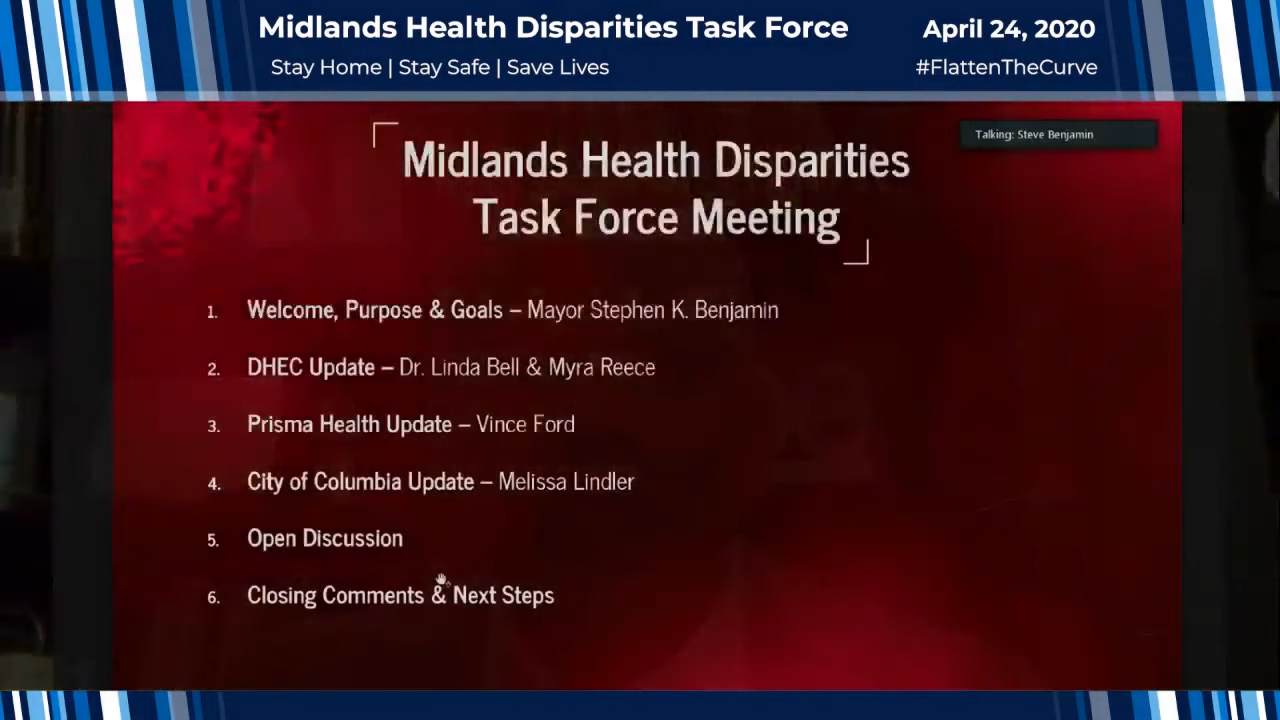 Midlands Health Disparities Task Force
April 24, 2020
Stay Home | Stay Safe | Save Lives
#FlattenTheCurve
Talking: Steve Benjamin
Midlands Health Disparities
Task Force Meeting
1. Welcome, Purpose & Goals – Mayor Stephen K. Benjamin
2. DHEC Update – Dr. Linda Bell & Myra Reece
3. Prisma Health Update – Vince Ford
4. City of Columbia Update – Melissa Lindler
5. Open Discussion
6. Closing Comments & Next Steps